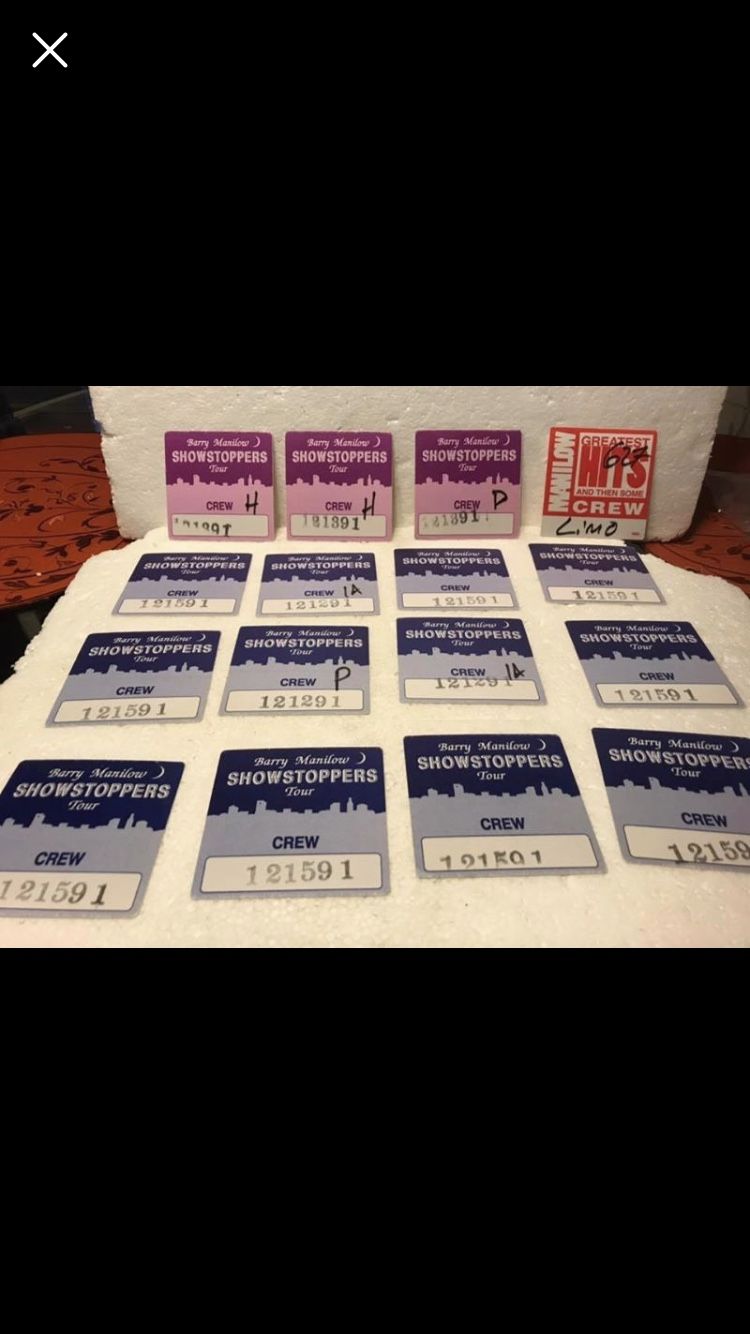 Barry Manilow
SHOWSTOPPERS
Tour
CREW H
Barry Manilow
SHOWSTOPPERS
Tour
CREW H
121391
Barry Manilow
SHOWSTOPPERS
Tour
CREW D
121391
MANILOW
GREATEST
HITS
627
AND THEN SOME
CREW
LIMO
Barry Manilow
SHOWSTOPPERS
Tour
CREW
121591
Barry Manilow
SHOWSTOPPERS
Tour
CREW 1A
121291
Barry Manilow
SHOWSTOPPERS
Tour
CREW
121591
Barry Manilow
SHOWSTOPPERS
Tour
CREW
121591
Barry Manilow
SHOWSTOPPERS
Tour
CREW
121591
Barry Manilow
SHOWSTOPPERS
Tour
CREW P
121291
Barry Manilow
SHOWSTOPPERS
Tour
CREW 1A
121291
Barry Manilow
SHOWSTOPPERS
Tour
CREW
121591
Barry Manilow
SHOWSTOPPERS
Tour
CREW
121591
Barry Manilow
SHOWSTOPPERS
Tour
CREW
121591
Barry Manilow
SHOWSTOPPERS
Tour
CREW
121591
Barry Manilow
SHOWSTOPPERS
Tour
CREW
12159